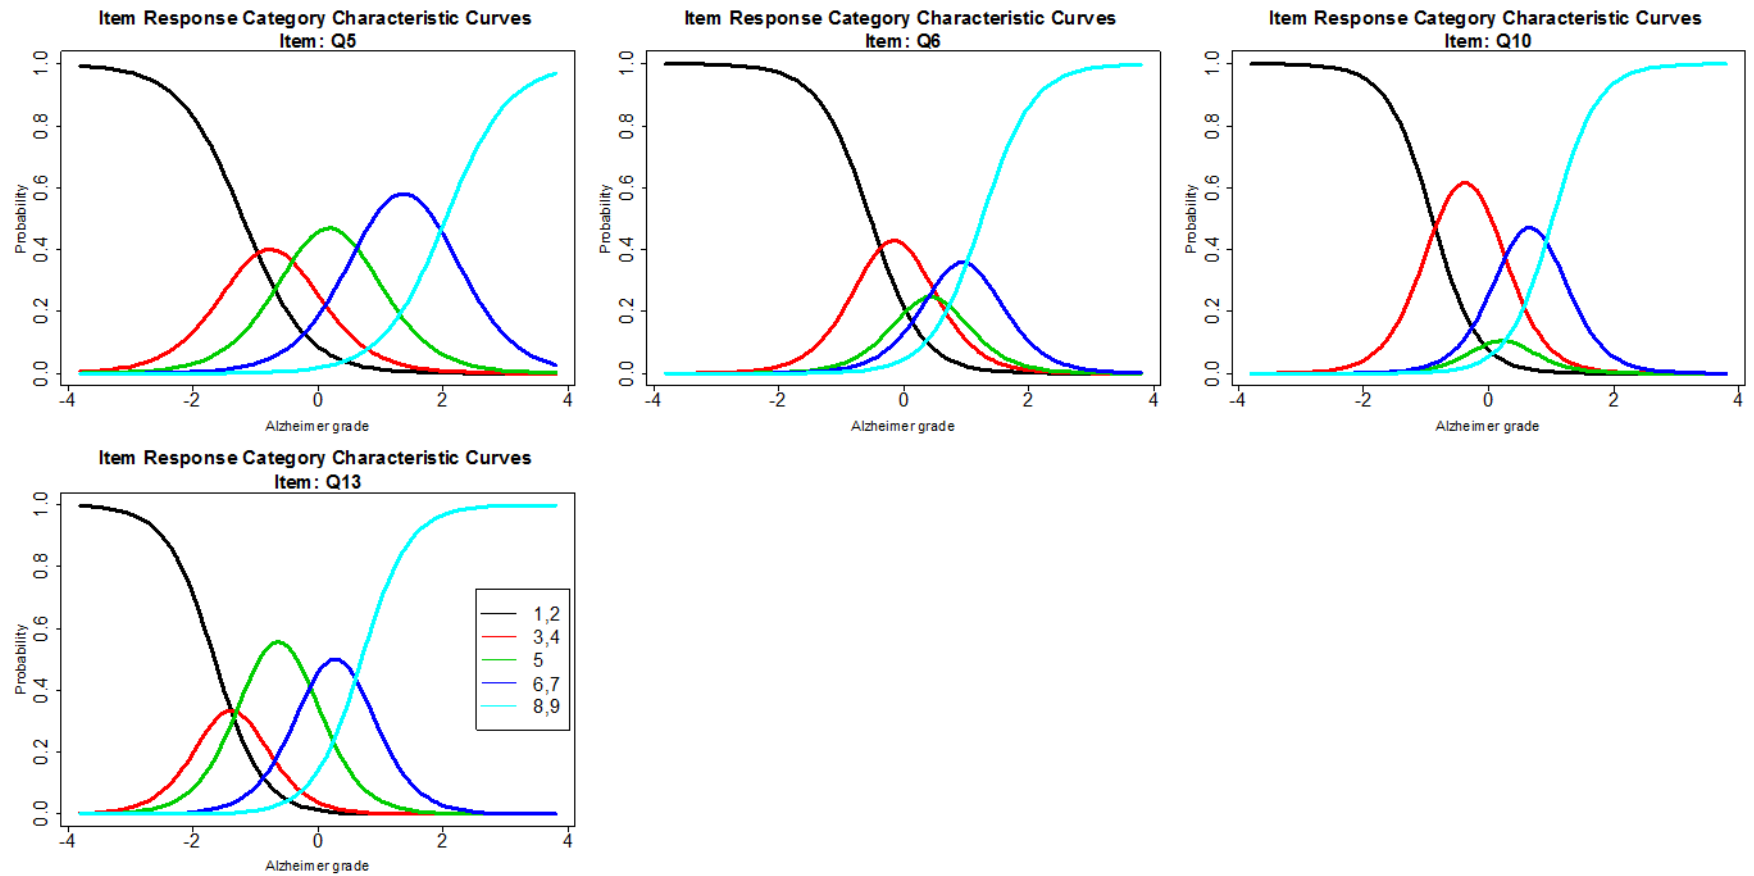 Item Response Category Characteristic Curves
Item: Q5
1.0
0.8
0.6
0.4
0.2
0.0
Probability
-4 -2 0 2 4
Alzheimer grade
Item Response Category Characteristic Curves
Item: Q6
1.0
0.8
0.6
0.4
0.2
0.0
Probability
-4 -2 0 2 4
Alzheimer grade
Item Response Category Characteristic Curves
Item: Q10
1.0
0.8
0.6
0.4
0.2
0.0
Probability
-4 -2 0 2 4
Alzheimer grade
Item Response Category Characteristic Curves
Item: Q13
1.0
0.8
0.6
0.4
0.2
0.0
Probability
1,2
3,4
5
6,7
8,9
-4 -2 0 2 4
Alzheimer grade